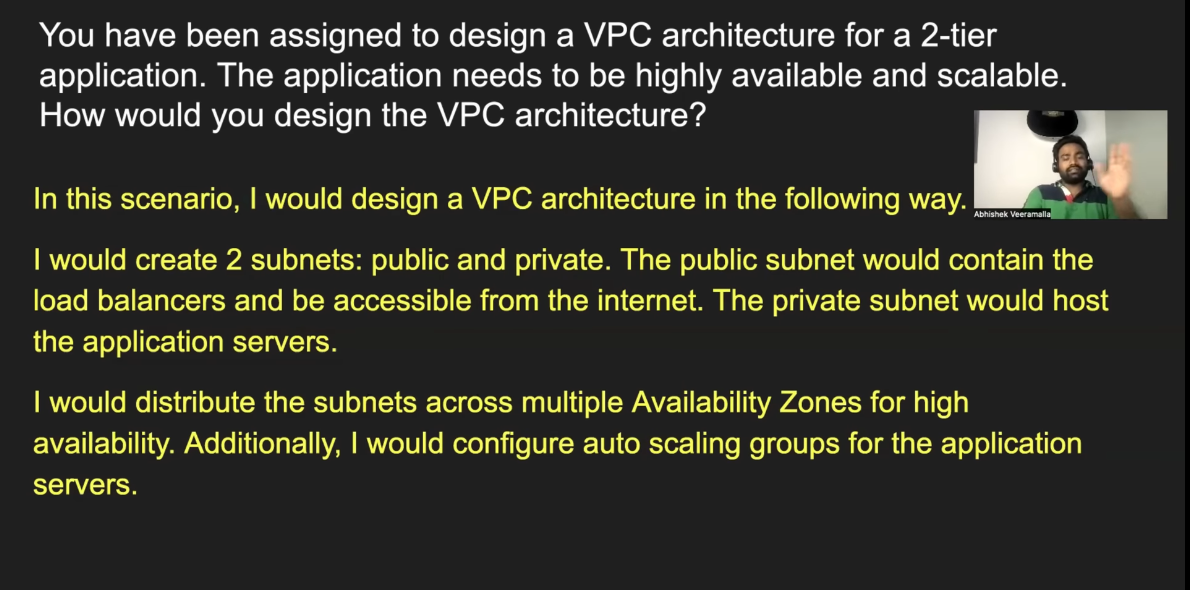 You have been assigned to design a VPC architecture for a 2-tier
application. The application needs to be highly available and scalable.
How would you design the VPC architecture?
In this scenario, I would design a VPC architecture in the following way.
Abhishek Veeramalla
I would create 2 subnets: public and private. The public subnet would contain the
load balancers and be accessible from the internet. The private subnet would host
the application servers.
I would distribute the subnets across multiple Availability Zones for high
availability. Additionally, I would configure auto scaling groups for the application
servers.